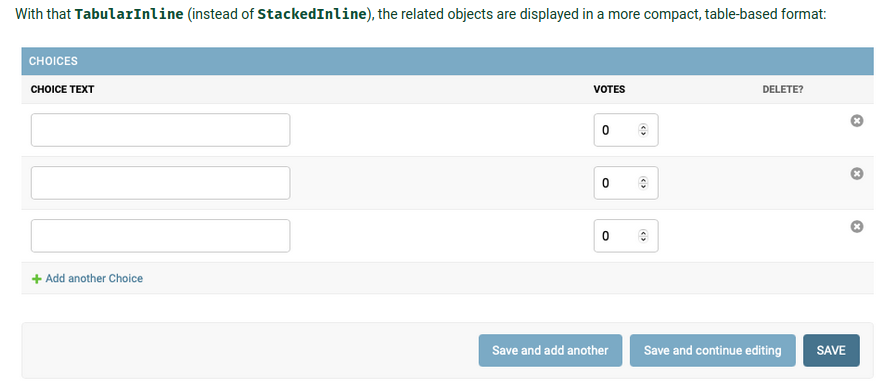 With that TabularInline (instead of StackedInline), the related objects are displayed in a more compact, table-based format:
CHOICES
CHOICE TEXT VOTES DELETE?
0
0
0
Add another Choice
Save and add another Save and continue editing SAVE